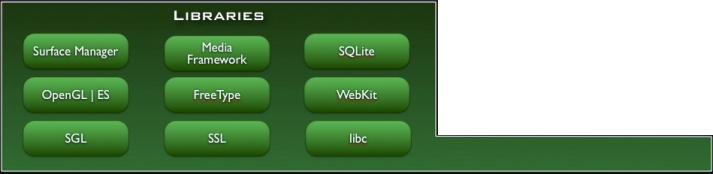 LIBRARIES
Surface Manager
Media
Framework
SQLite
OpenGL | ES
FreeType
WebKit
SGL
SSL
libc